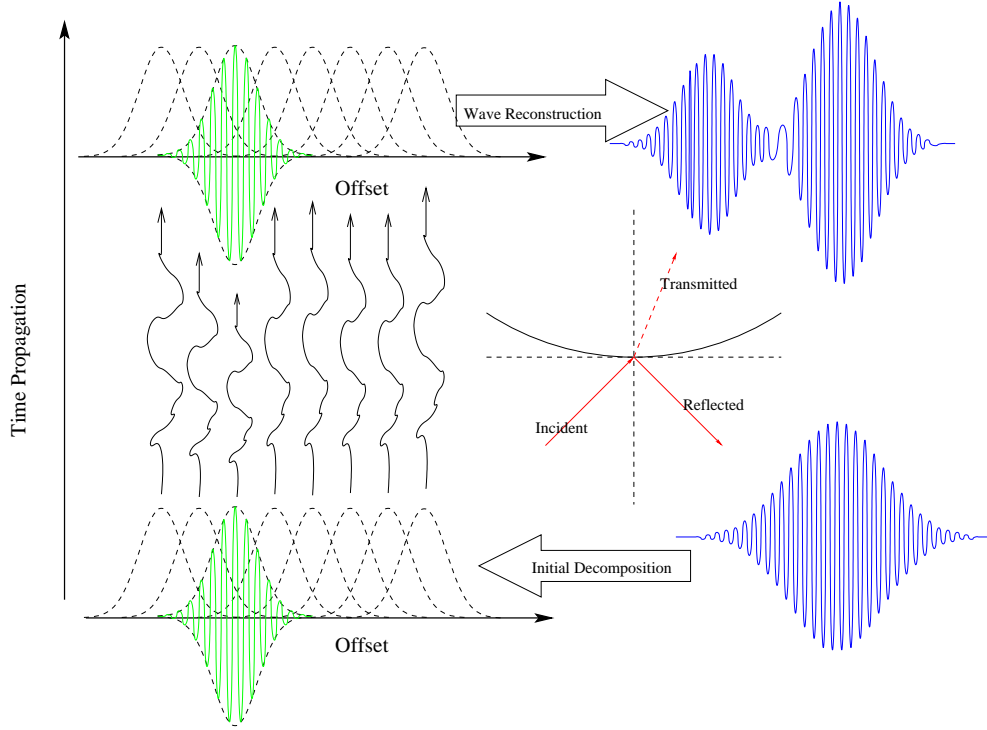 Wave Reconstruction
Offset
Time Propagation
Transmitted
Reflected
Incident
Initial Decomposition
Offset